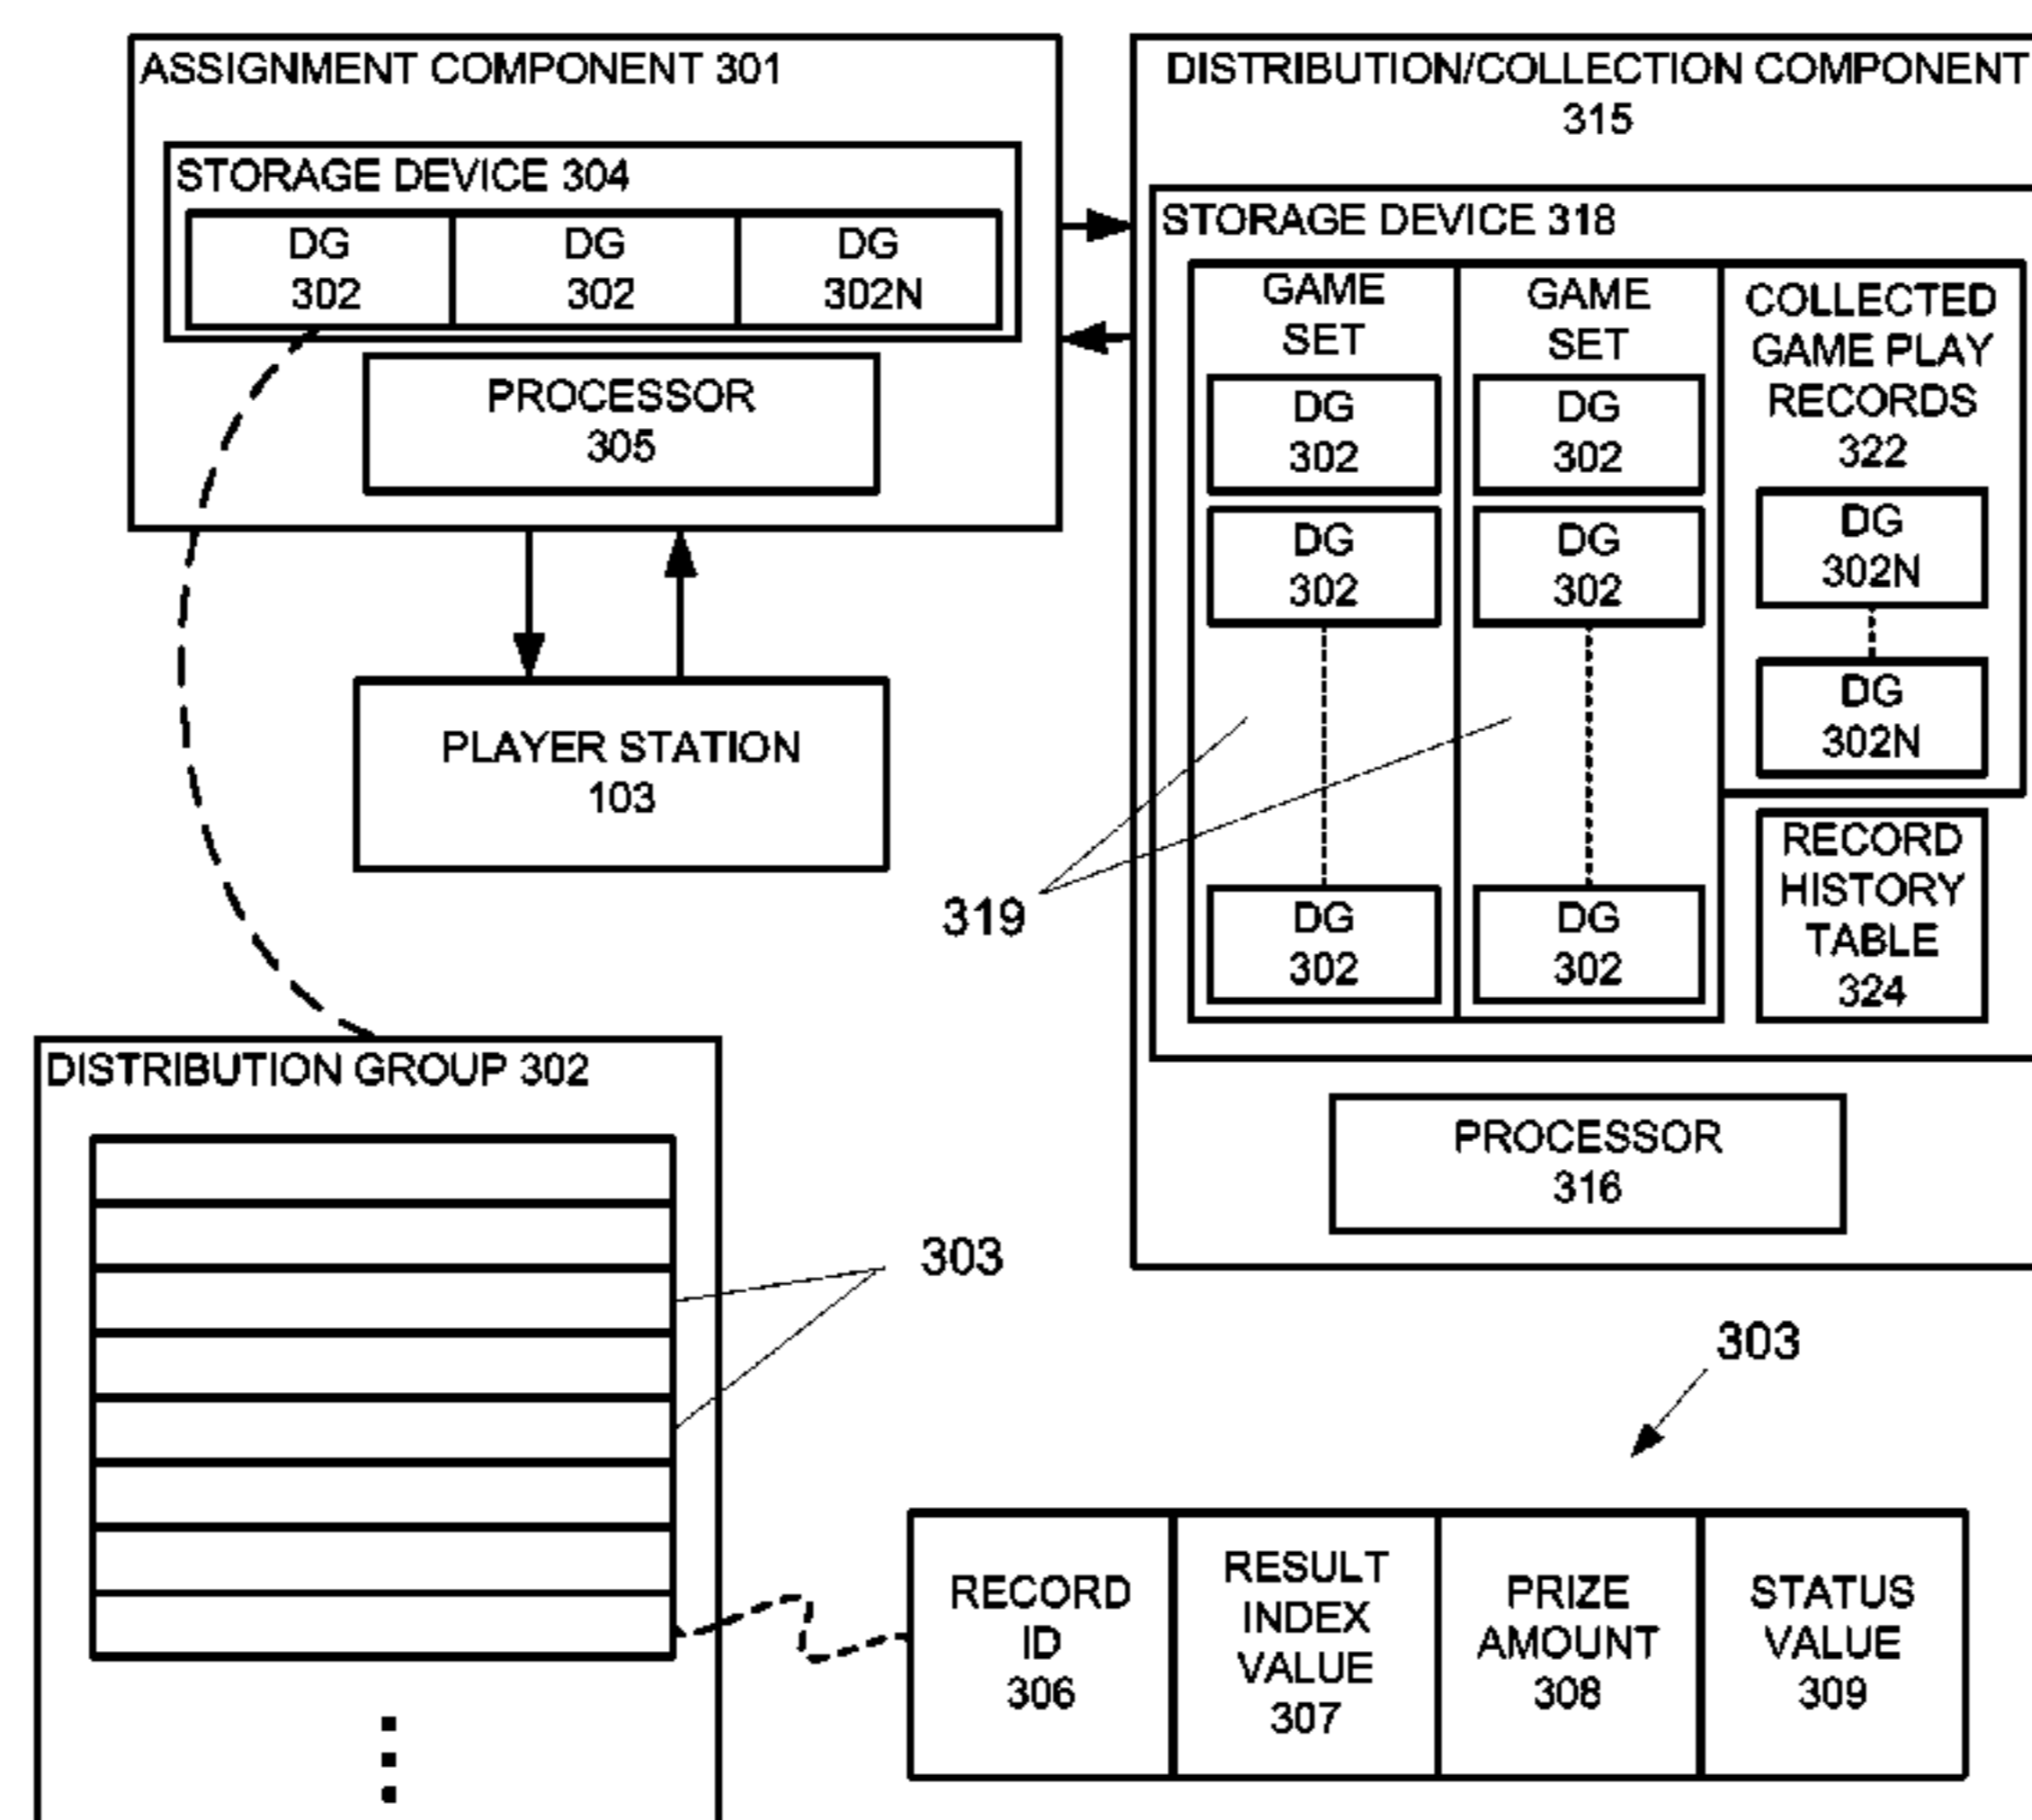 ASSIGNMENT COMPONENT 301
STORAGE DEVICE 304
DG
302
DG
302
DG
302N
PROCESSOR
305
PLAYER STATION
103
DISTRIBUTION/COLLECTION COMPONENT
315
STORAGE DEVICE 318
GAME
SET
DG
302
DG
302
DG
302
GAME
SET
DG
302
DG
302
DG
302
COLLECTED
GAME PLAY
RECORDS
322
DG
302N
DG
302N
RECORD
HISTORY
TABLE
324
319
PROCESSOR
316
DISTRIBUTION GROUP 302
303
303
RECORD
ID
306
RESULT
INDEX
VALUE
307
PRIZE
AMOUNT
308
STATUS
VALUE
309